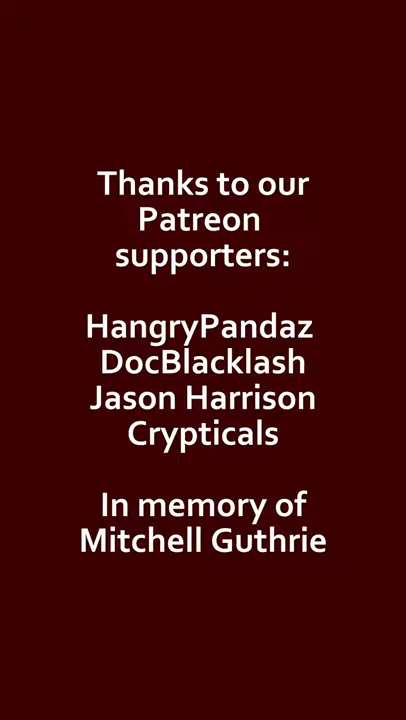 Thanks to our
Patreon
supporters:
HangryPandaz
DocBlacklash
Jason Harrison
Crypticals
In memory of
Mitchell Guthrie